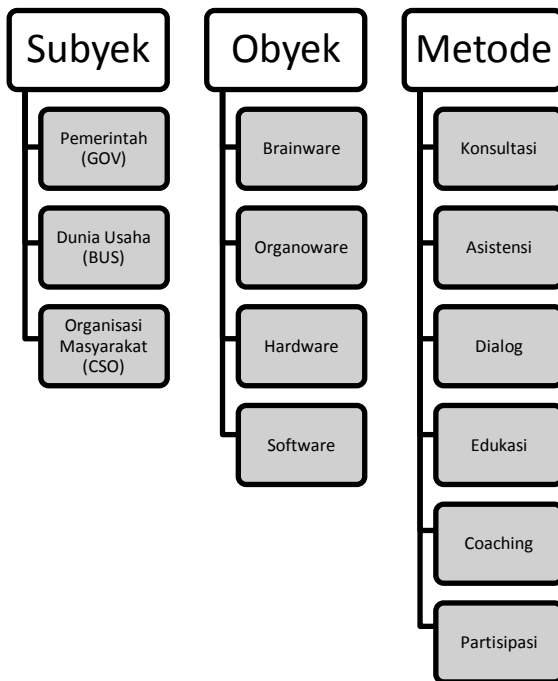 Subyek
Pemerintah
(GOV)
Dunia Usaha
(BUS)
Organisasi
Masyarakat
(CSO)
Obyek
Brainware
Organoware
Hardware
Software
Metode
Konsultasi
Asistensi
Dialog
Edukasi
Coaching
Partisipasi